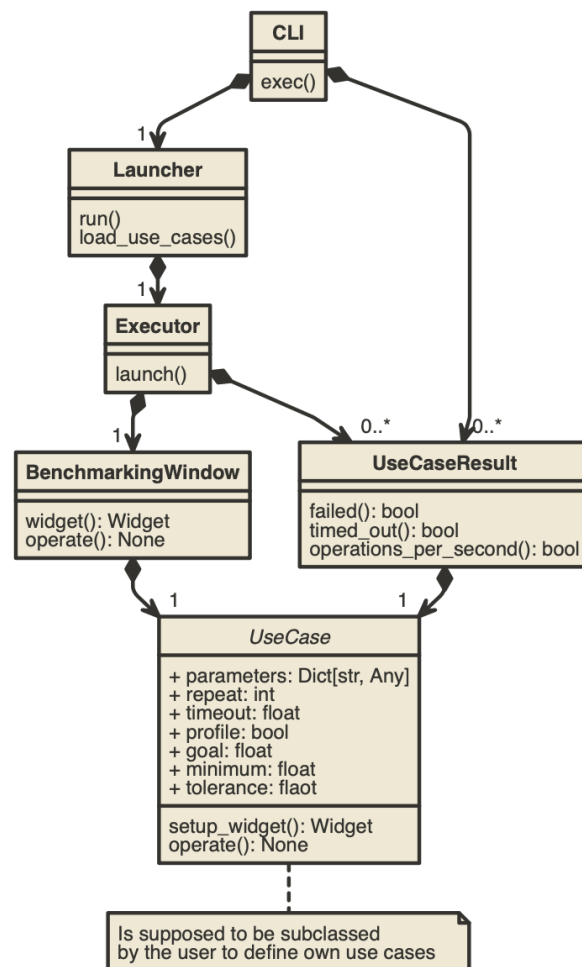 CLI
exec()
1
Launcher
run()
load_use_cases()
1
Executor
launch()
1
0..*
0..*
BenchmarkingWindow
widget(): Widget
operate(): None
UseCaseResult
failed(): bool
timed_out(): bool
operations_per_second(): bool
1
1
UseCase
+ parameters: Dict[str, Any]
+ repeat: int
+ timeout: float
+ profile: bool
+ goal: float
+ minimum: float
+ tolerance: flaot
setup_widget(): Widget
operate(): None
Is supposed to be subclassed
by the user to define own use cases